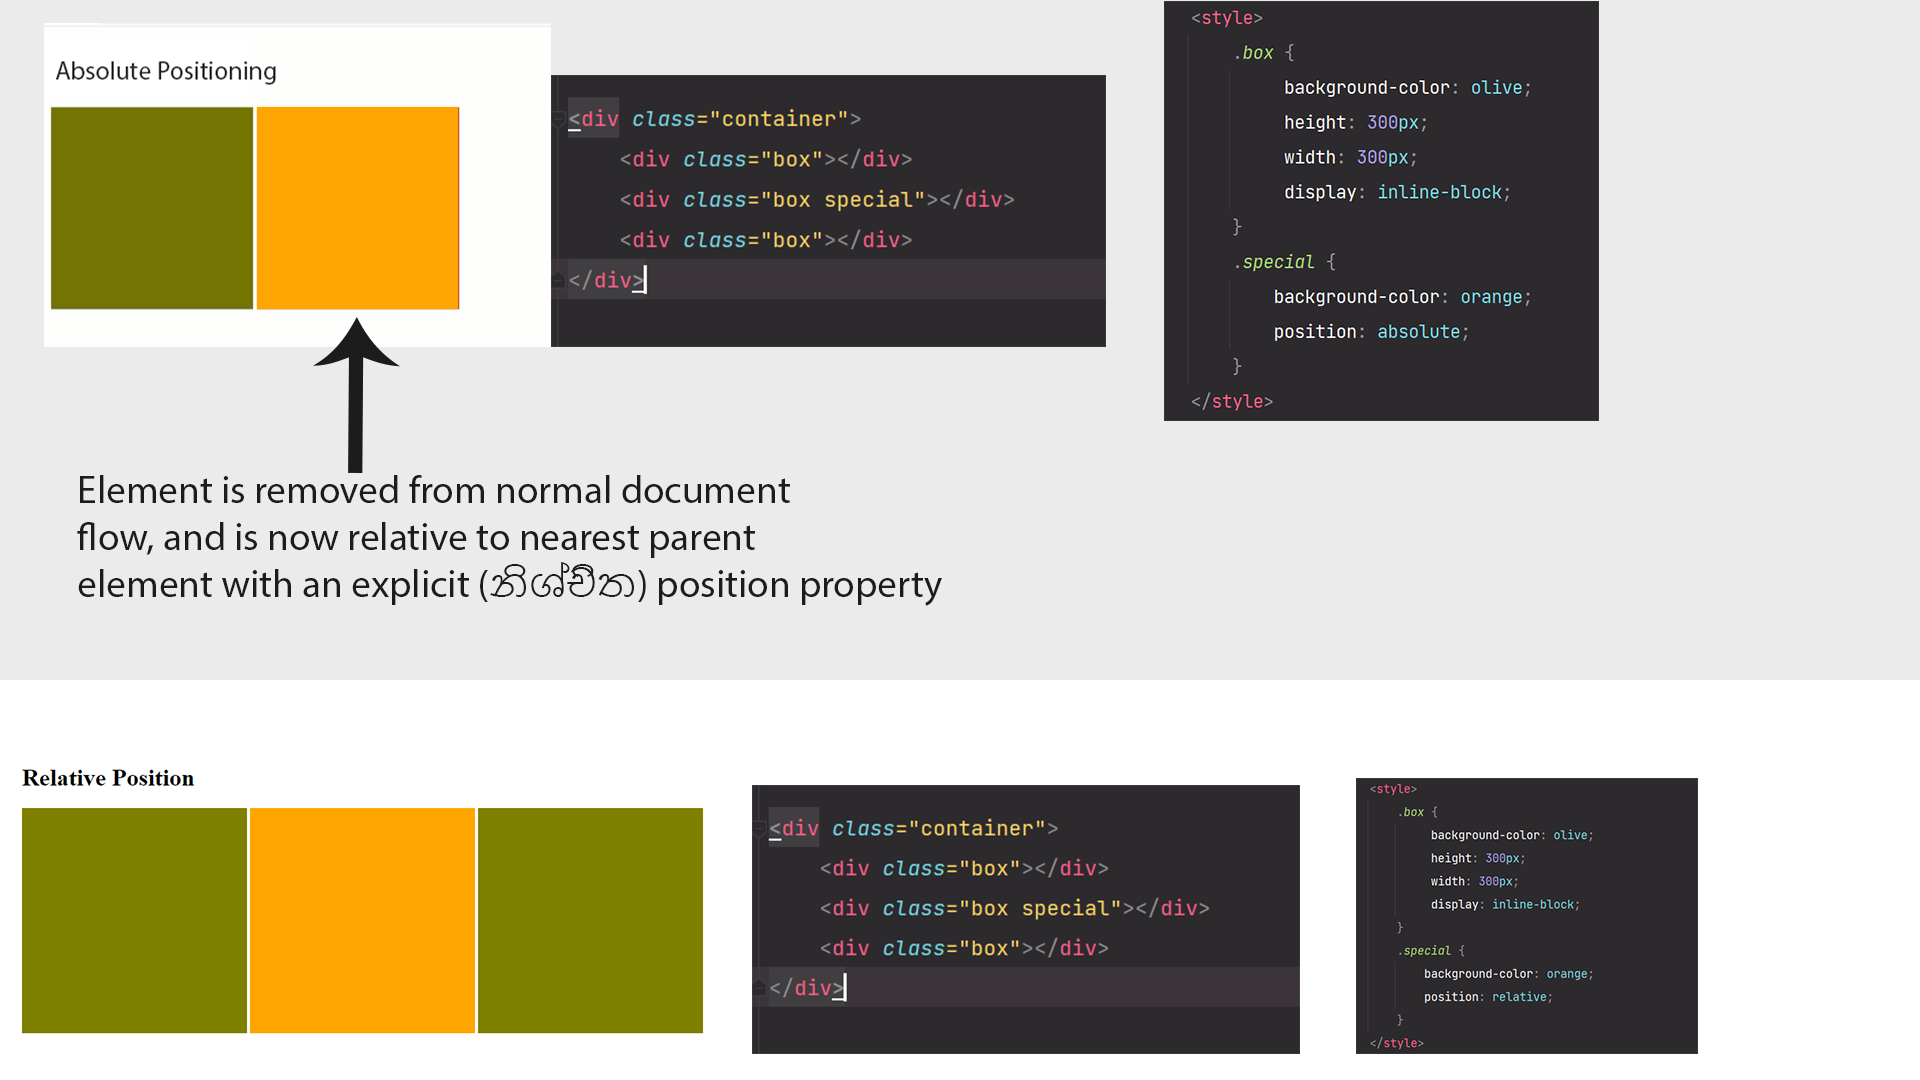 Absolute Positioning
<div class="container">
<div class="box"></div>
<div class="box special"></div>
<div class="box"></div>
</div>
<style>
.box {
background-color: olive;
height: 300px;
width: 300px;
display: inline-block;
}
.special {
background-color: orange;
position: absolute;
}
</style>
Element is removed from normal document
flow, and is now relative to nearest parent
element with an explicit (නිශ්චිත) position property
Relative Position
<div class="container">
<div class="box"></div>
<div class="box special"></div>
<div class="box"></div>
</div>
<style>
.box {
background-color: olive;
height: 300px;
width: 300px;
display: inline-block;
}
.special {
background-color: orange;
position: relative;
}
</style>